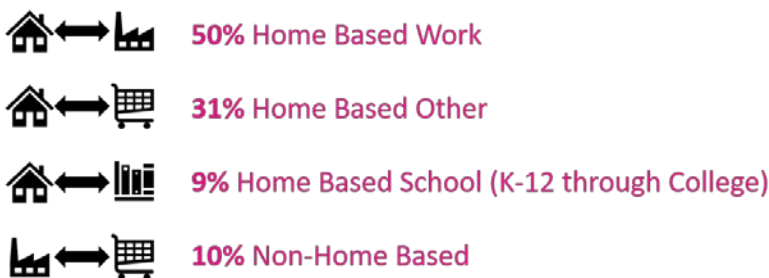 50% Home Based Work
31% Home Based Other
9% Home Based School (K-12 through College)
10% Non-Home Based